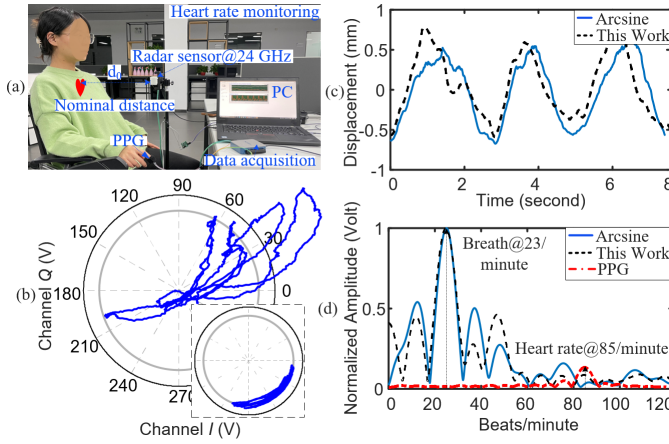 Heart rate monitoring
Radar sensor@24 GHz
d₀
(a)
PC
Nominal distance
PPG
Data acquisition
Displacement (mm)
1
0.5
0
-0.5
-1
Arcsine
This Work
(c)
0
2
4
6
8
Time (second)
Channel Q (V)
(b)
90
60
30
0
120
150
180
210
240
270
Channel I (V)
Normalized Amplitude (Volt)
1
0.5
0
Breath@23/
minute
Arcsine
This Work
PPG
(d)
Heart rate@85/minute
0
20
40
60
80
100
120
Beats/minute